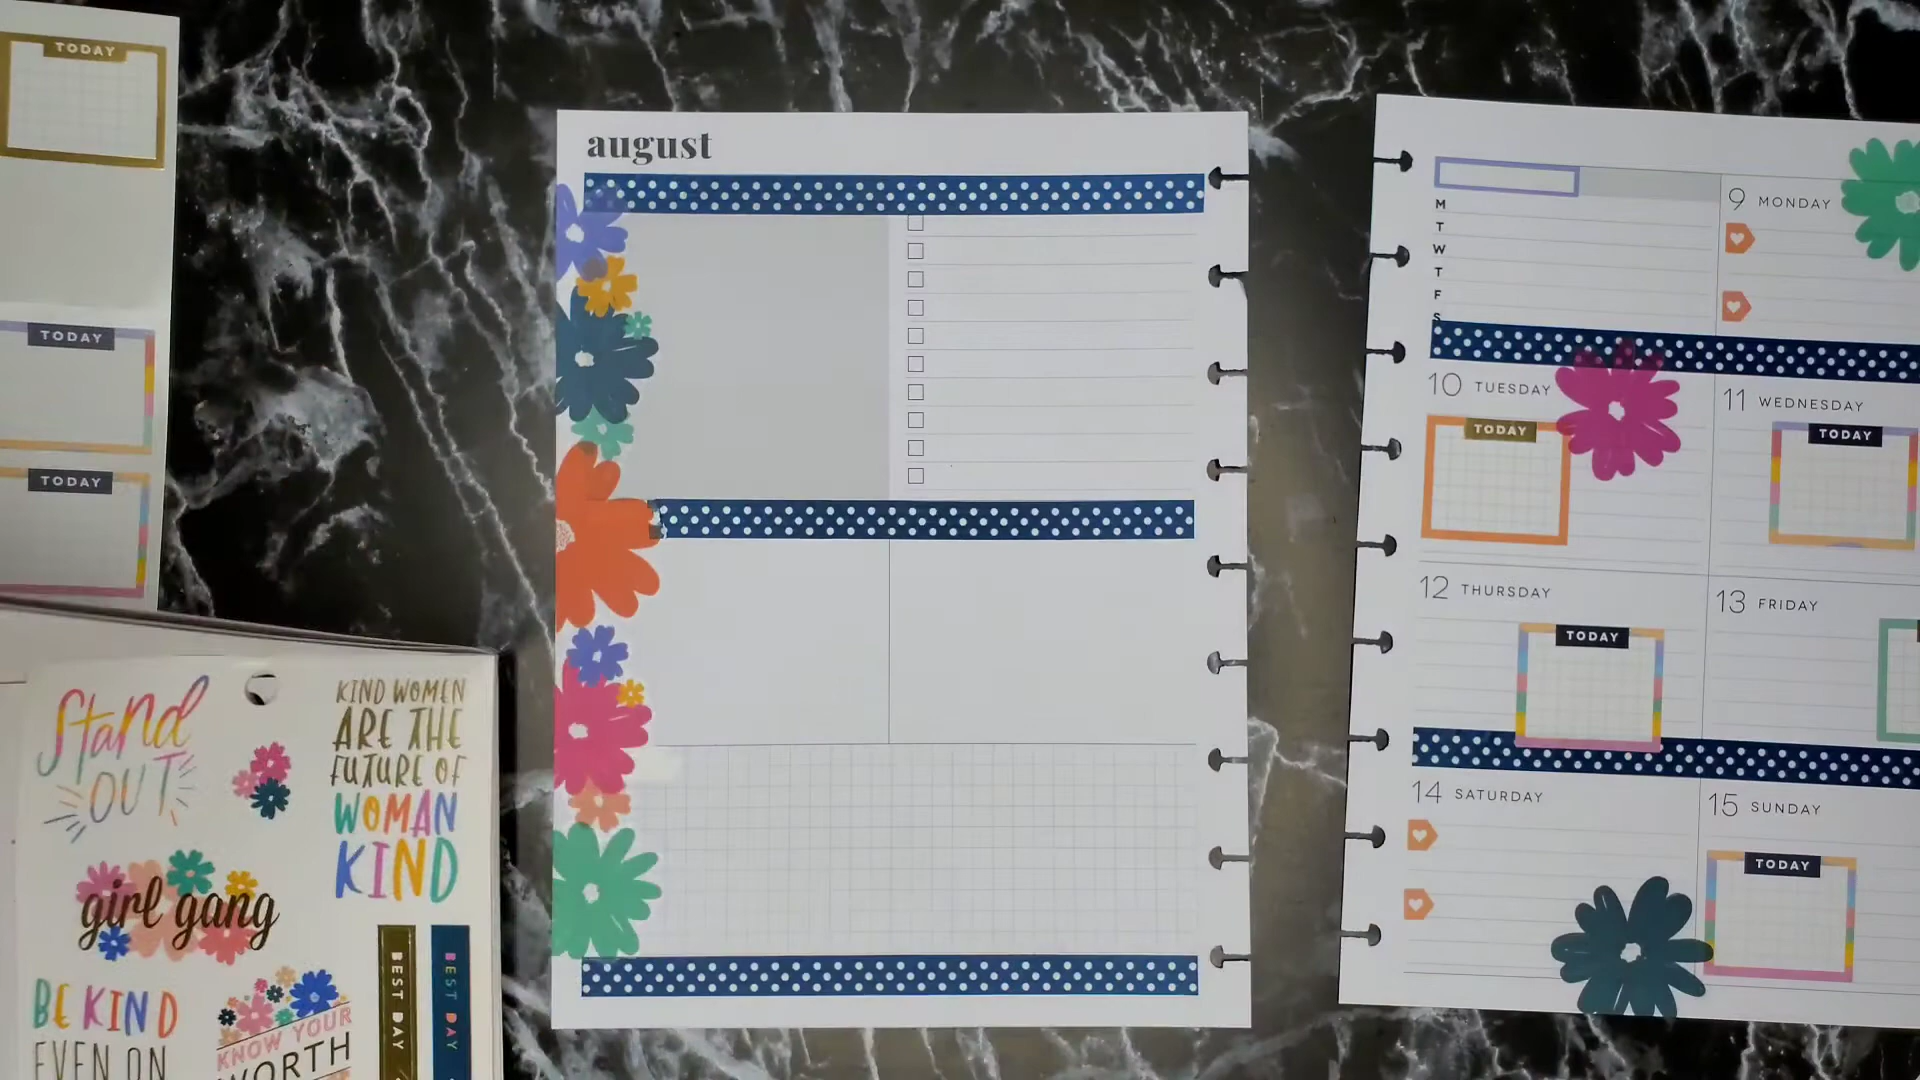 TODAY
TODAY
TODAY
Stand
OUT
KIND WOMEN
ARE THE
FUTURE OF
WOMAN
KIND
girl gang
BE KIND
EVEN ON
KNOW YOUR
WORTH
BEST DAY
BEST DAY
august
M
T
W
T
F
S
9 MONDAY
10 TUESDAY
TODAY
11 WEDNESDAY
TODAY
12 THURSDAY
TODAY
13 FRIDAY
14 SATURDAY
15 SUNDAY
TODAY